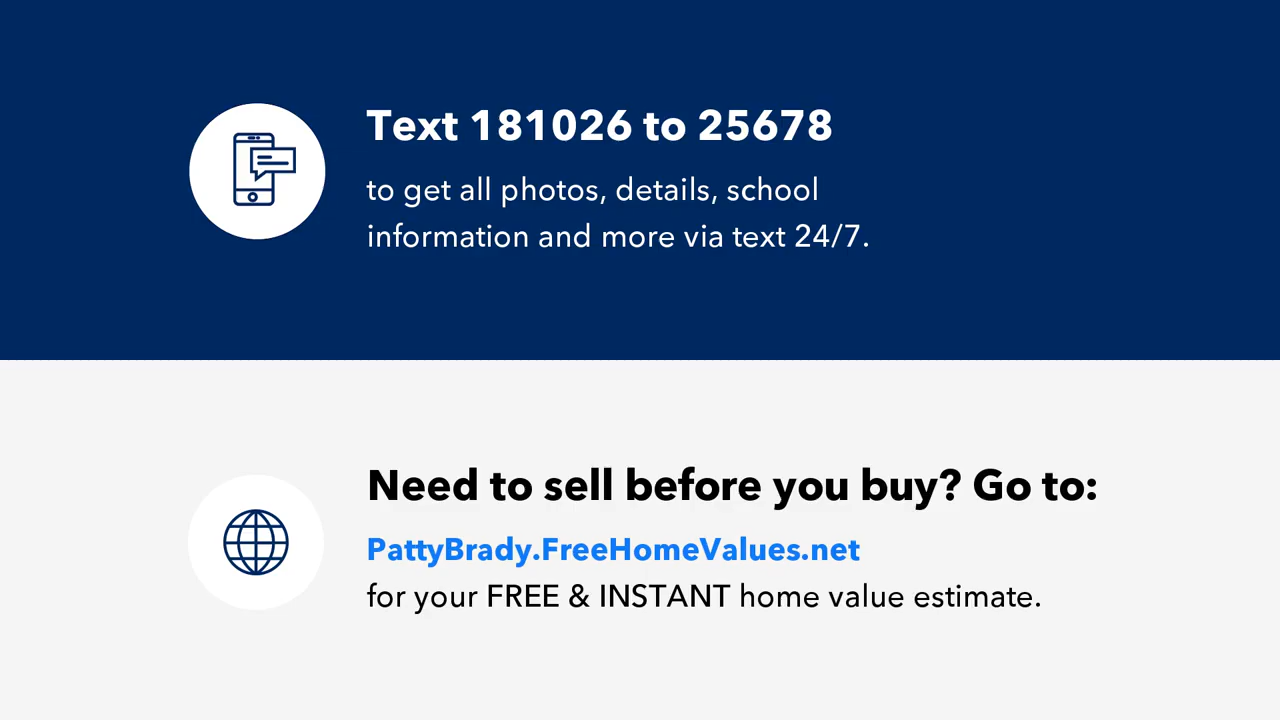 Text 181026 to 25678
to get all photos, details, school
information and more via text 24/7.
Need to sell before you buy? Go to:
PattyBrady.FreeHomeValues.net
for your FREE & INSTANT home value estimate.